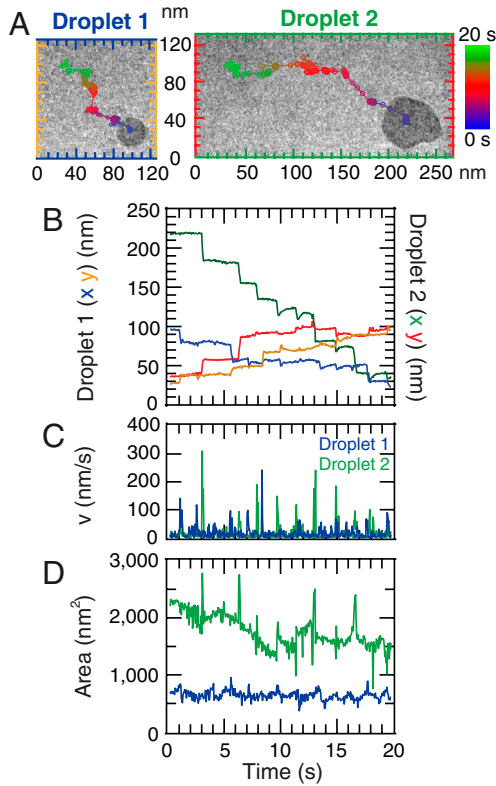 A
Droplet 1
nm
Droplet 2
120
80
40
0
20 s
0 s
0 40 80 120
0 50 100 150 200 250 nm
B
250
200
150
100
50
0
Droplet 1 (x y) (nm)
Droplet 2 (x y) (nm)
C
400
300
200
100
0
v (nm/s)
Droplet 1
Droplet 2
D
3,000
2,000
1,000
0
Area (nm²)
0 5 10 15 20
Time (s)